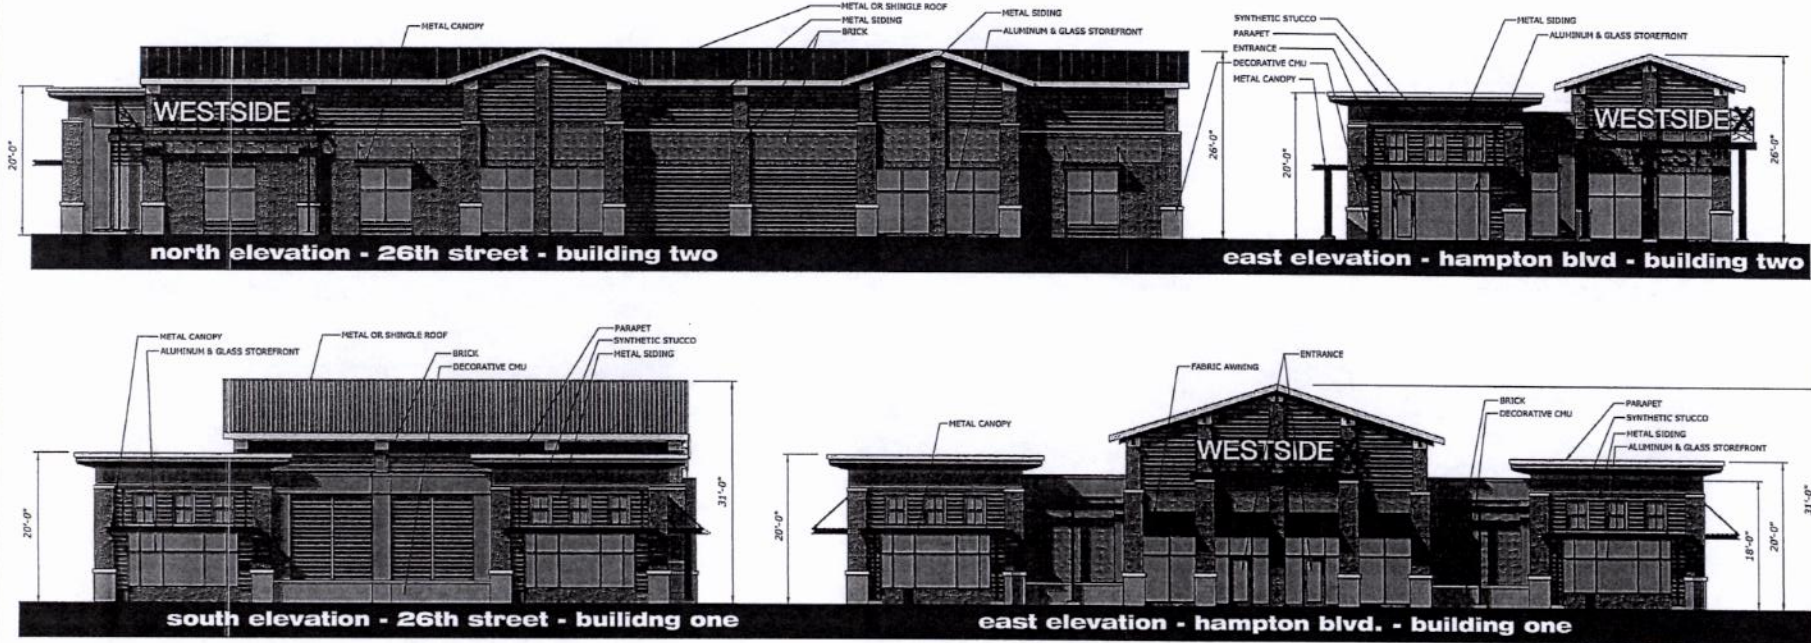 METAL CANOPY
METAL OR SHINGLE ROOF
METAL SIDING
BRICK
METAL SIDING
ALUMINUM & GLASS STOREFRONT
WESTSIDE
20'-0"
26'-0"
north elevation - 26th street - building two
SYNTHETIC STUCCO
PARAPET
ENTRANCE
DECORATIVE CMU
METAL CANOPY
METAL SIDING
ALUMINUM & GLASS STOREFRONT
WESTSIDE
20'-0"
26'-0"
east elevation - hampton blvd - building two
METAL CANOPY
ALUMINUM & GLASS STOREFRONT
METAL OR SHINGLE ROOF
BRICK
DECORATIVE CMU
PARAPET
SYNTHETIC STUCCO
METAL SIDING
20'-0"
31'-0"
south elevation - 26th street - builidng one
METAL CANOPY
FABRIC AWNING
ENTRANCE
BRICK
DECORATIVE CMU
PARAPET
SYNTHETIC STUCCO
METAL SIDING
ALUMINUM & GLASS STOREFRONT
WESTSIDE
20'-0"
18'-0"
20'-0"
31'-0"
east elevation - hampton blvd. - building one